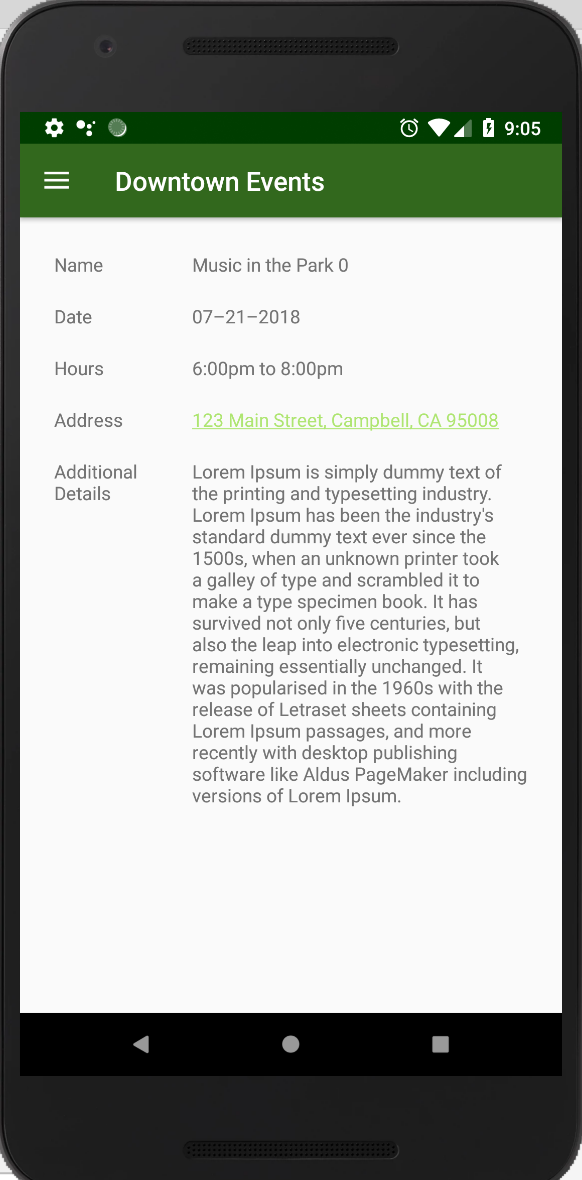 9:05
Downtown Events
Name Music in the Park 0
Date 07–21–2018
Hours 6:00pm to 8:00pm
Address 123 Main Street, Campbell, CA 95008
Additional Details
Lorem Ipsum is simply dummy text of
the printing and typesetting industry.
Lorem Ipsum has been the industry's
standard dummy text ever since the
1500s, when an unknown printer took
a galley of type and scrambled it to
make a type specimen book. It has
survived not only five centuries, but
also the leap into electronic typesetting,
remaining essentially unchanged. It
was popularised in the 1960s with the
release of Letraset sheets containing
Lorem Ipsum passages, and more
recently with desktop publishing
software like Aldus PageMaker including
versions of Lorem Ipsum.